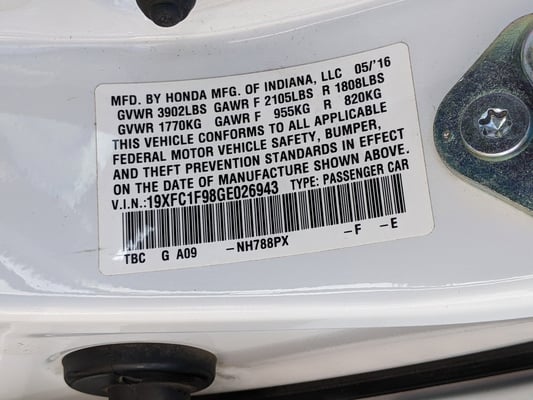 MFD. BY HONDA MFG. OF INDIANA, LLC 05/'16
GVWR 3902LBS GAWR F 2105LBS R 1808LBS
GVWR 1770KG GAWR F 955KG R 820KG
THIS VEHICLE CONFORMS TO ALL APPLICABLE
FEDERAL MOTOR VEHICLE SAFETY, BUMPER,
AND THEFT PREVENTION STANDARDS IN EFFECT
ON THE DATE OF MANUFACTURE SHOWN ABOVE.
V.I.N.:19XFC1F98GE026943 TYPE: PASSENGER CAR
TBC G A09 -NH788PX -F -E